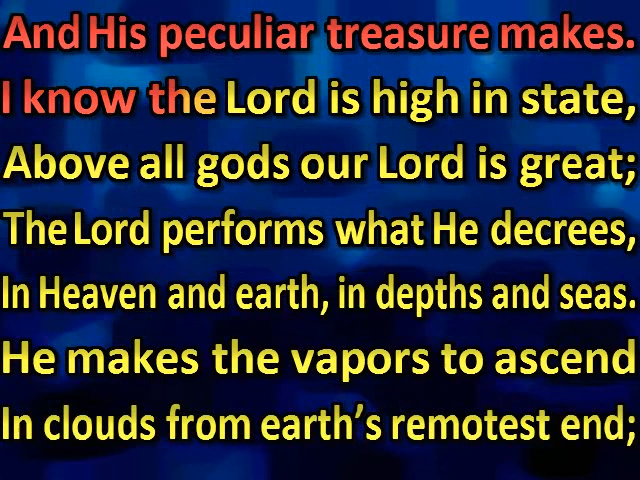 And His peculiar treasure makes.
I know the Lord is high in state,
Above all gods our Lord is great;
The Lord performs what He decrees,
In Heaven and earth, in depths and seas.
He makes the vapors to ascend
In clouds from earth’s remotest end;